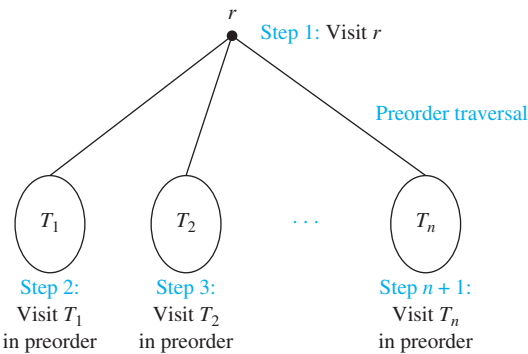 r
Step 1: Visit r
Preorder traversal
T1
T2
. . .
Tn
Step 2:
Visit T1
in preorder
Step 3:
Visit T2
in preorder
Step n + 1:
Visit Tn
in preorder